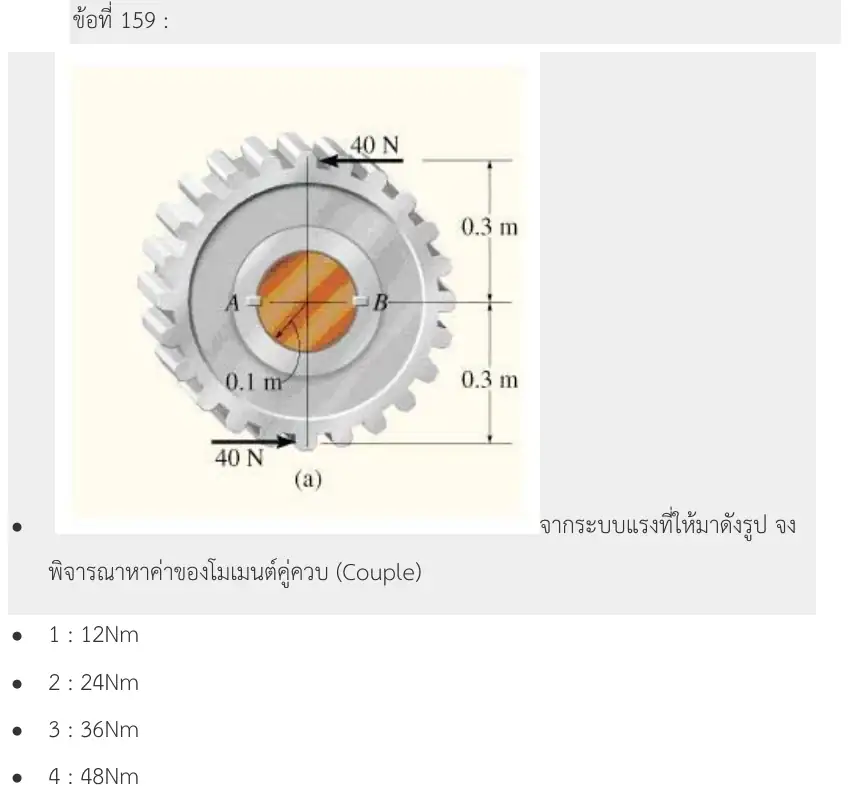 ข้อที่ 159 :
40 N
0.3 m
A
B
0.1 m
0.3 m
40 N
(a)
จากระบบแรงที่ให้มาดังรูป จง
พิจารณาหาค่าของโมเมนต์คู่ควบ (Couple)
1 : 12Nm
2 : 24Nm
3 : 36Nm
4 : 48Nm